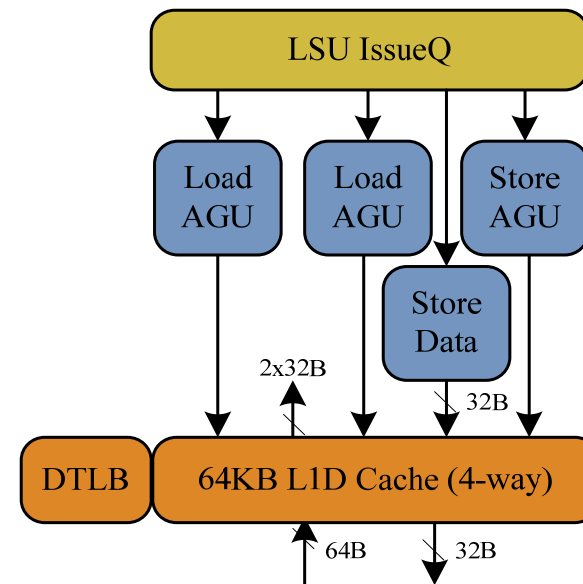 LSU IssueQ
Load
AGU
Load
AGU
Store
AGU
Store
Data
2x32B
32B
DTLB
64KB L1D Cache (4-way)
64B
32B